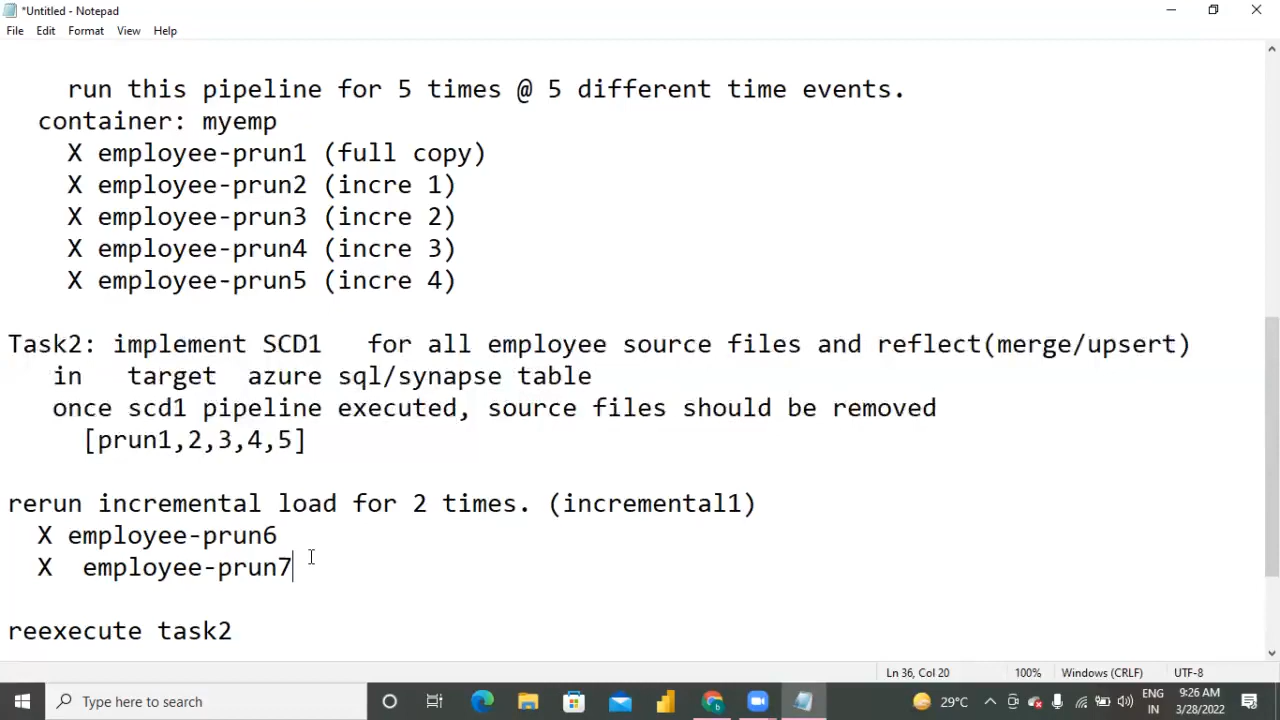 *Untitled - Notepad
File Edit Format View Help
run this pipeline for 5 times @ 5 different time events.
container: myemp
X employee-prun1 (full copy)
X employee-prun2 (incre 1)
X employee-prun3 (incre 2)
X employee-prun4 (incre 3)
X employee-prun5 (incre 4)
Task2: implement SCD1 for all employee source files and reflect(merge/upsert)
in target azure sql/synapse table
once scd1 pipeline executed, source files should be removed
[prun1,2,3,4,5]
rerun incremental load for 2 times. (incremental1)
X employee-prun6
X employee-prun7
reexecute task2
Ln 36, Col 20 100% Windows (CRLF) UTF-8
Type here to search 29°C ENG 9:26 AM
IN 3/28/2022